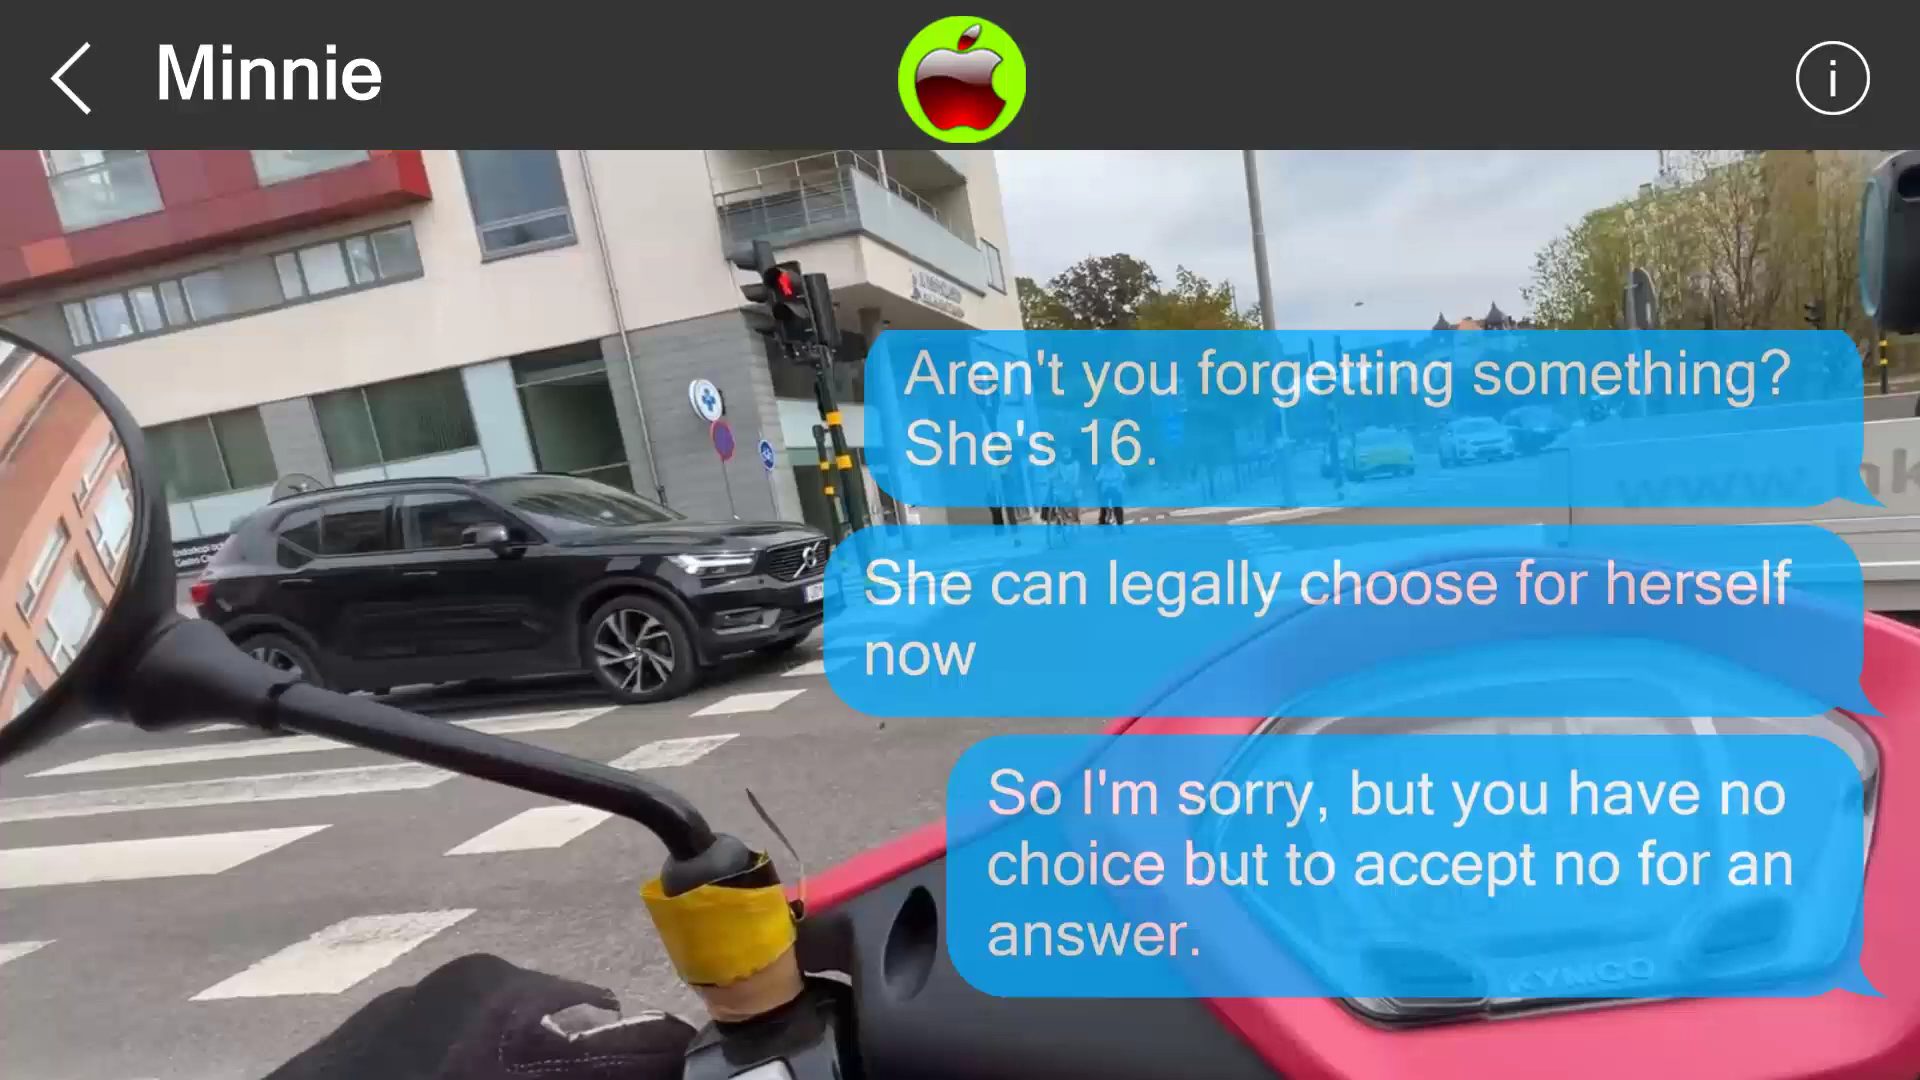 Minnie
Aren't you forgetting something?
She's 16.
She can legally choose for herself
now
So I'm sorry, but you have no
choice but to accept no for an
answer.
KYMCO